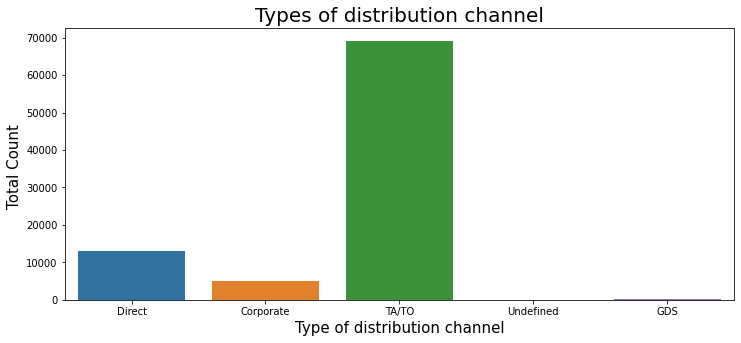 Types of distribution channel
Total Count
70000
60000
50000
40000
30000
20000
10000
0
Direct
Corporate
TA/TO
Undefined
GDS
Type of distribution channel